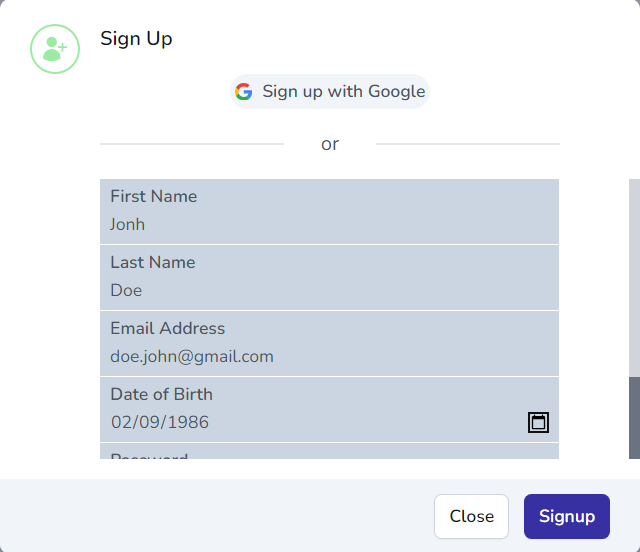 Sign Up
Sign up with Google
or
First Name
Jonh
Last Name
Doe
Email Address
doe.john@gmail.com
Date of Birth
02/09/1986
Password
Close Signup